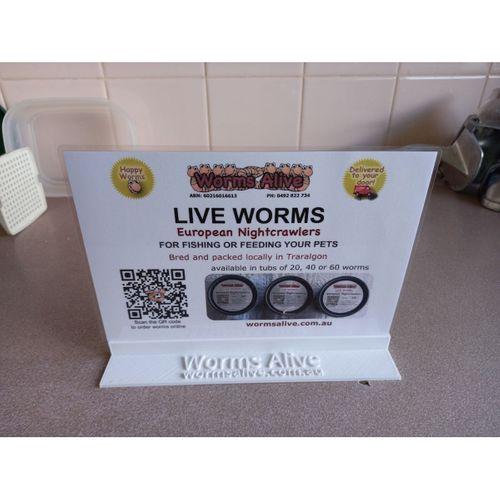 Happy
Worms
Worms Alive
Delivered
to your
door!
ABN: 60216016613 PH: 0492 822 734
LIVE WORMS
European Nightcrawlers
FOR FISHING OR FEEDING YOUR PETS
Bred and packed locally in Traralgon
available in tubs of 20, 40 or 60 worms
Scan the QR code
to order worms online
wormsalive.com.au
Worms Alive
wormsalive.com.au